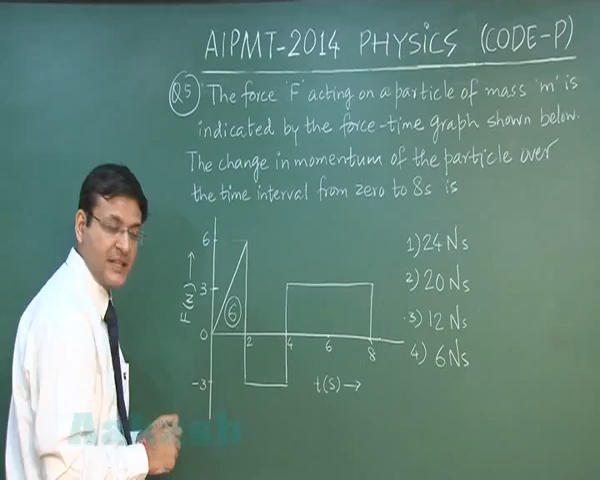 AIPMT-2014 PHYSICS (CODE-P)
Q5 The force 'F' acting on a particle of mass 'm' is
indicated by the force-time graph shown below.
The change in momentum of the particle over
the time interval from zero to 8s is
6
3
0
-3
F(N) →
6
2
4
6
8
t(s) →
1) 24 Ns
2) 20 Ns
3) 12 Ns
4) 6 Ns
Aakash